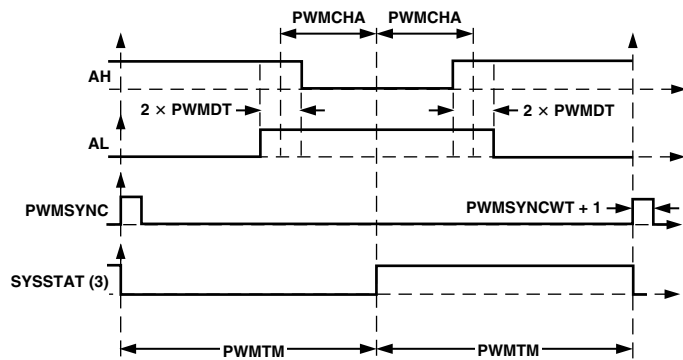 PWMCHA PWMCHA
AH
2 × PWMDT 2 × PWMDT
AL
PWMSYNC PWMSYNCWT + 1
SYSSTAT (3)
PWMTM PWMTM